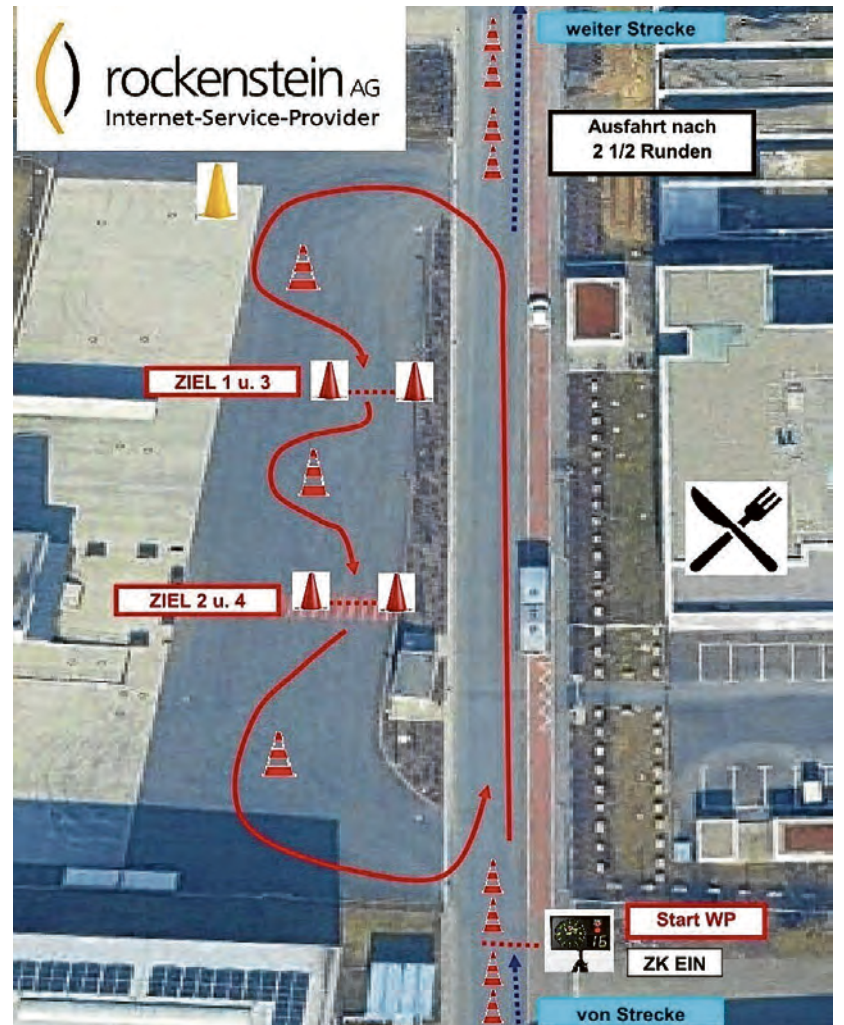 weiter Strecke
rockenstein AG
Internet-Service-Provider
Ausfahrt nach
2 1/2 Runden
ZIEL 1 u. 3
ZIEL 2 u. 4
Start WP
15
ZK EIN
von Strecke